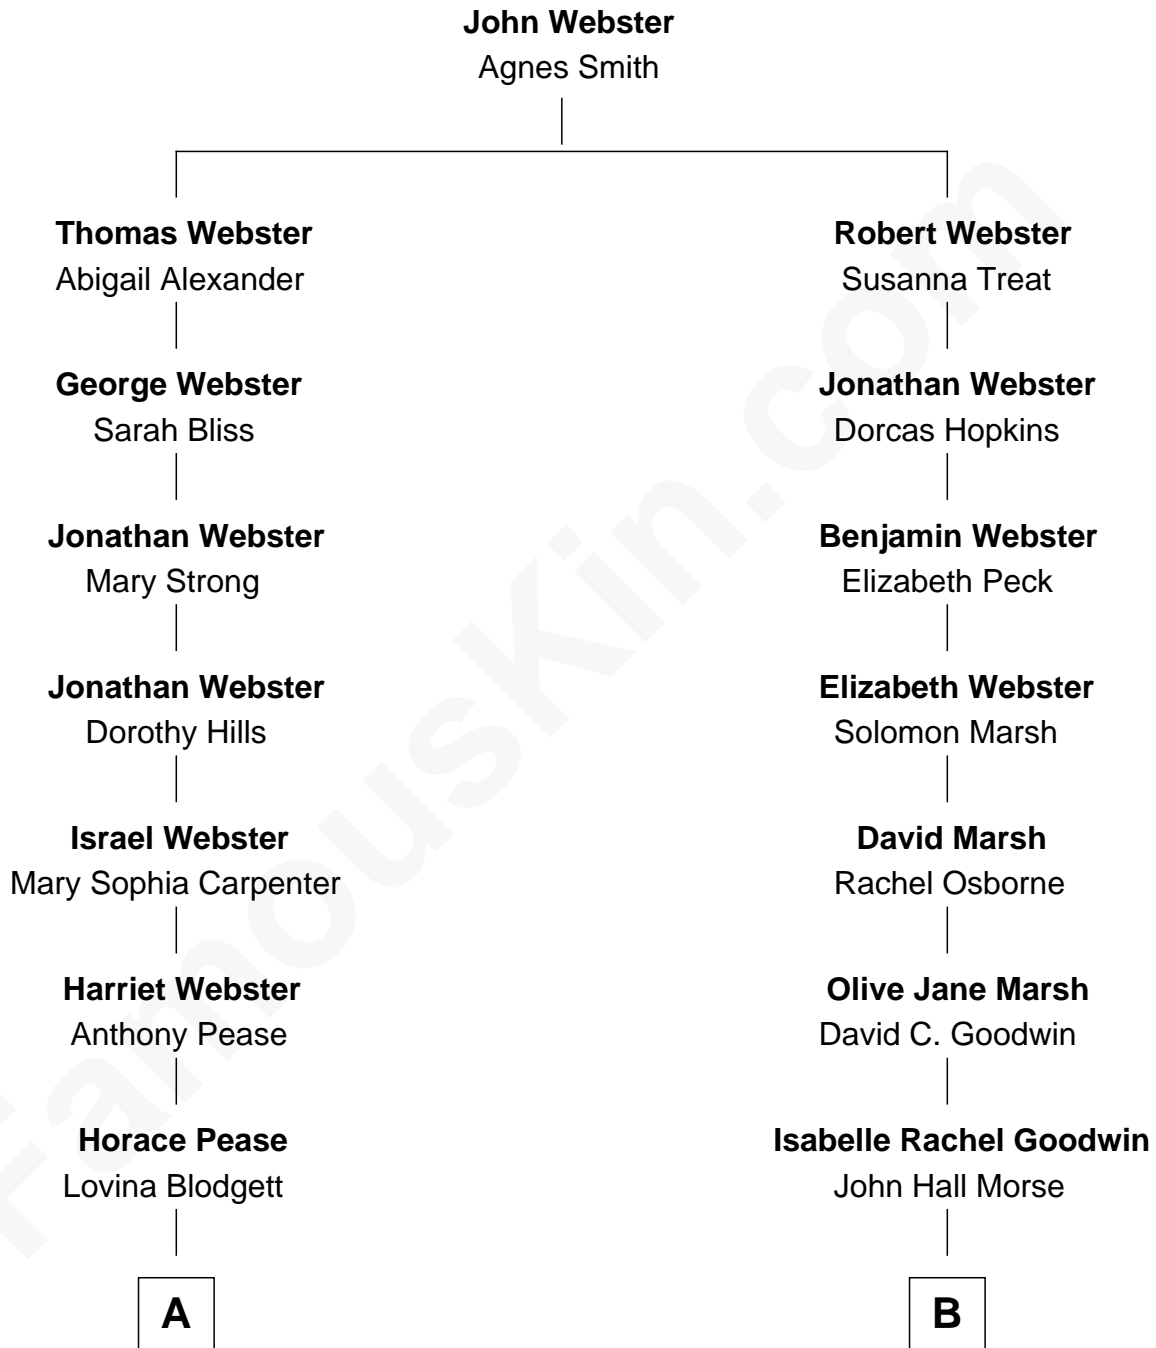 John Webster
Agnes Smith
Thomas Webster
Abigail Alexander
Robert Webster
Susanna Treat
George Webster
Sarah Bliss
Jonathan Webster
Dorcas Hopkins
Jonathan Webster
Mary Strong
Benjamin Webster
Elizabeth Peck
Jonathan Webster
Dorothy Hills
Elizabeth Webster
Solomon Marsh
Israel Webster
Mary Sophia Carpenter
David Marsh
Rachel Osborne
Harriet Webster
Anthony Pease
Olive Jane Marsh
David C. Goodwin
Horace Pease
Lovina Blodgett
Isabelle Rachel Goodwin
John Hall Morse
A
B
FamousKin.com